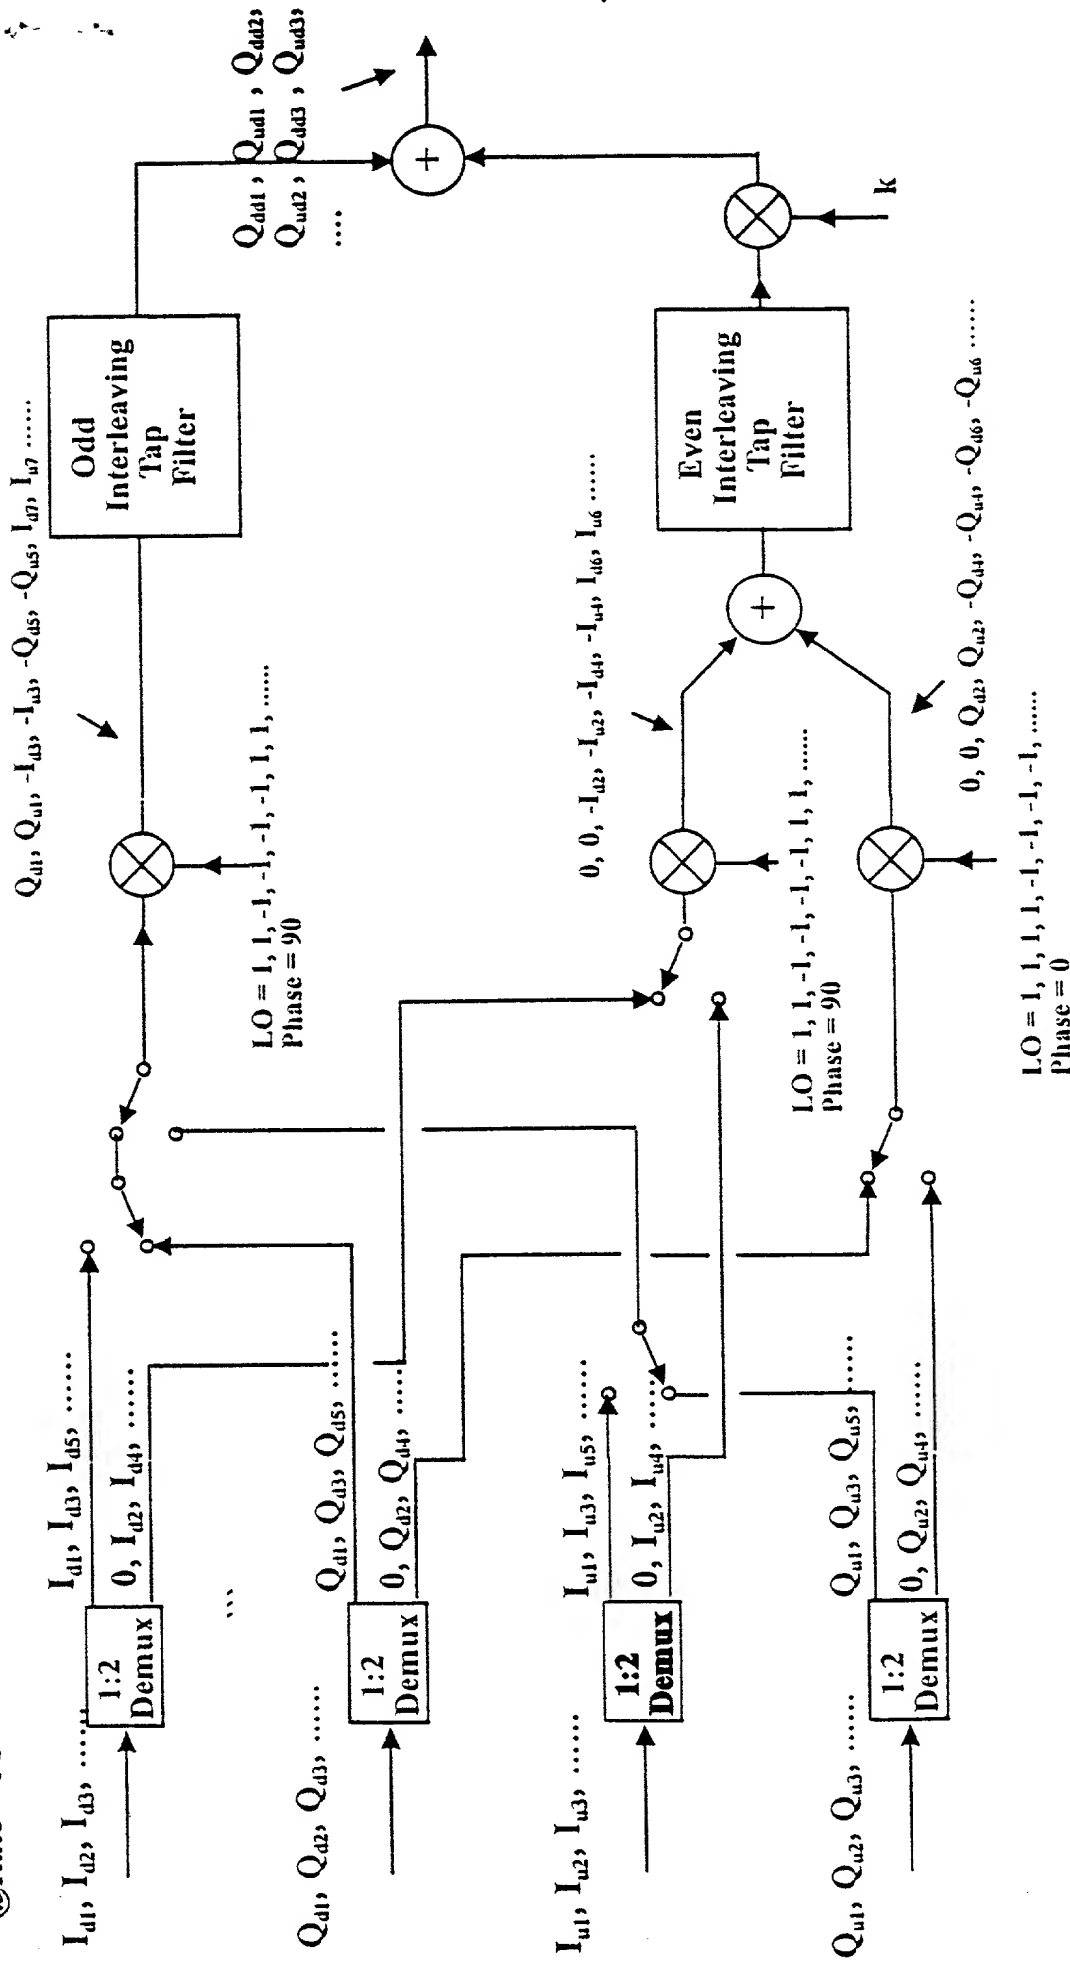 I_d1, I_d2, I_d3, ......
1:2
Demux
I_d1, I_d3, I_d5, ......
0, I_d2, I_d4, ......
...
Q_d1, Q_d2, Q_d3, ......
1:2
Demux
Q_d1, Q_d3, Q_d5, ......
0, Q_d2, Q_d4, ......
I_u1, I_u2, I_u3, ......
1:2
Demux
I_u1, I_u3, I_u5, ......
0, I_u2, I_u4, ......
Q_u1, Q_u2, Q_u3, ......
1:2
Demux
Q_u1, Q_u3, Q_u5, ......
0, Q_u2, Q_u4, ......
Q_d1, Q_u1, -I_d3, -I_u3, -Q_d5, -Q_u5, I_d7, I_u7 ......
LO = 1, 1, -1, -1, -1, -1, 1, 1, ......
Phase = 90
Odd
Interleaving
Tap
Filter
0, 0, -I_d2, -I_u2, -I_d4, -I_u4, I_d6, I_u6 ......
LO = 1, 1, -1, -1, -1, -1, 1, 1, ......
Phase = 90
+
0, 0, Q_d2, Q_u2, -Q_d4, -Q_u4, -Q_d6, -Q_u6 ......
LO = 1, 1, 1, 1, -1, -1, -1, -1, ......
Phase = 0
Even
Interleaving
Tap
Filter
k
+
Q_dd1, Q_ud1, Q_dd2,
Q_ud2, Q_dd3, Q_ud3,
....